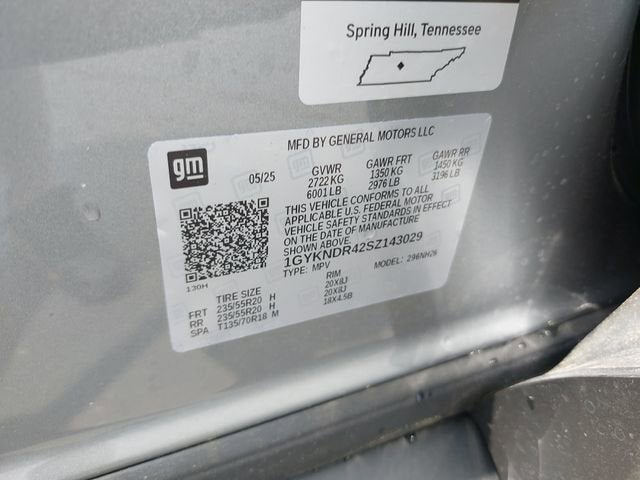 Spring Hill, Tennessee
gm
MFD BY GENERAL MOTORS LLC
05/25
GVWR
2722 KG
6001 LB
GAWR FRT
1350 KG
2976 LB
GAWR RR
1450 KG
3196 LB
THIS VEHICLE CONFORMS TO ALL
APPLICABLE U.S. FEDERAL MOTOR
VEHICLE SAFETY STANDARDS IN EFFECT
ON THE DATE OF MANUFACTURE
SHOWN ABOVE.
1GYKNDR42SZ143029
TYPE: MPV MODEL: 296NH26
130H
TIRE SIZE RIM
FRT 235/55R20 H 20X8J
RR 235/55R20 H 20X8J
SPA T135/70R18 M 18X4.5B